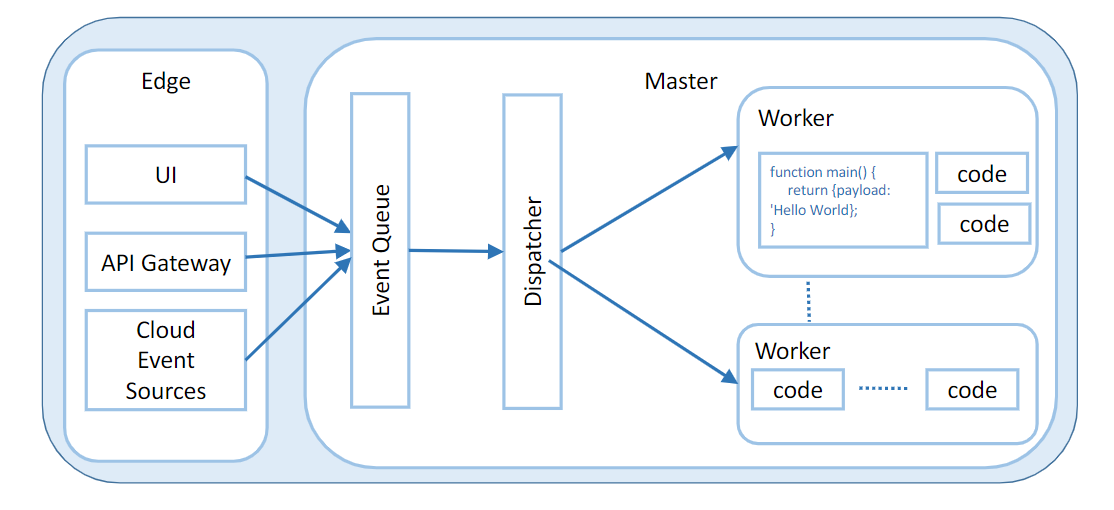 Edge
UI
API Gateway
Cloud
Event
Sources
Master
Event Queue
Dispatcher
Worker
function main() {
return {payload:
'Hello World};
}
code
code
Worker
code
code